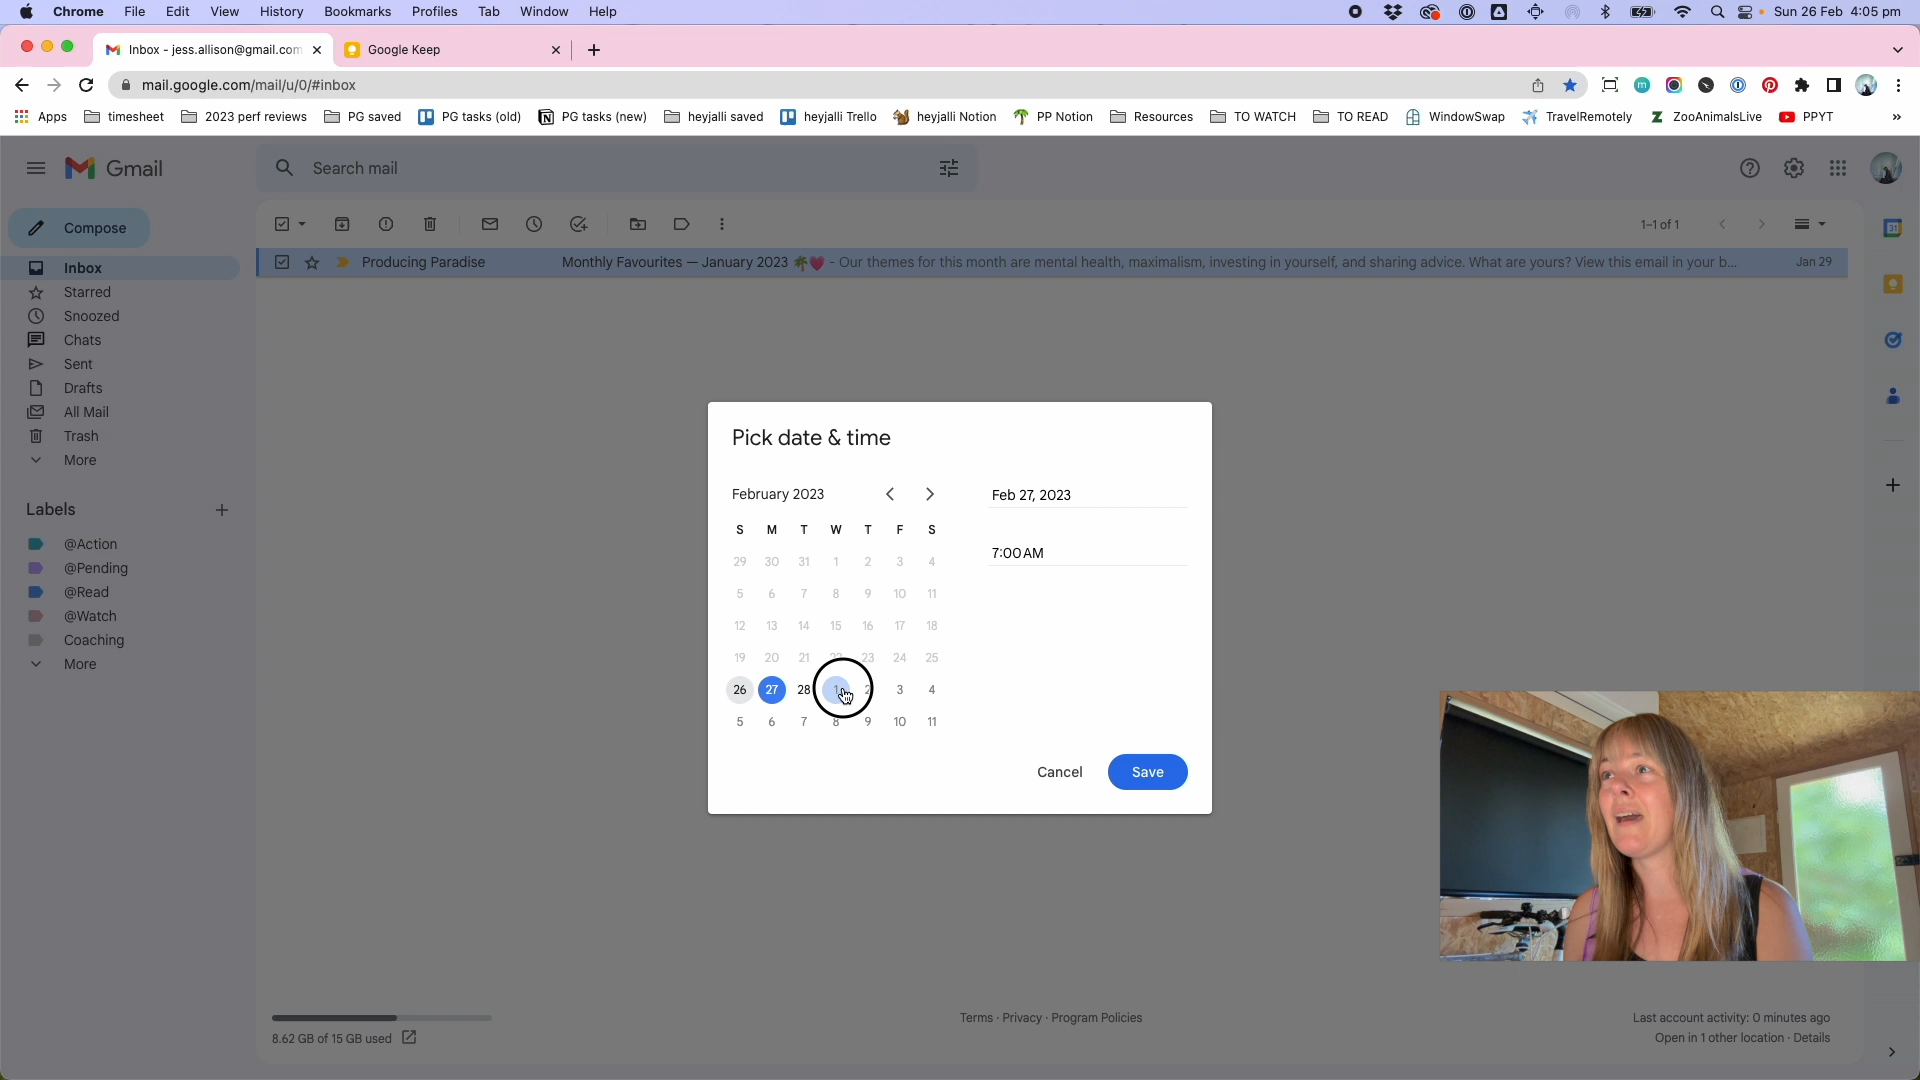 Chrome File Edit View History Bookmarks Profiles Tab Window Help Sun 26 Feb 4:05 pm
Inbox - jess.allison@gmail.com Google Keep
mail.google.com/mail/u/0/#inbox
Apps timesheet 2023 perf reviews PG saved PG tasks (old) PG tasks (new) heyjalli saved heyjalli Trello heyjalli Notion PP Notion Resources TO WATCH TO READ WindowSwap TravelRemotely ZooAnimalsLive PPYT »
Gmail Search mail
Compose 1–1 of 1
Inbox Producing Paradise Monthly Favourites — January 2023 🌴💗 - Our themes for this month are mental health, maximalism, investing in yourself, and sharing advice. What are yours? View this email in your b... Jan 29
Starred
Snoozed
Chats
Sent
Drafts
All Mail
Trash
More
Labels
@Action
@Pending
@Read
@Watch
Coaching
More
Pick date & time
February 2023 Feb 27, 2023
S M T W T F S
7:00 AM
29 30 31 1 2 3 4
5 6 7 8 9 10 11
12 13 14 15 16 17 18
19 20 21 22 23 24 25
26 27 28 1 2 3 4
5 6 7 8 9 10 11
Cancel Save
8.62 GB of 15 GB used
Terms · Privacy · Program Policies
Last account activity: 0 minutes ago
Open in 1 other location · Details
31